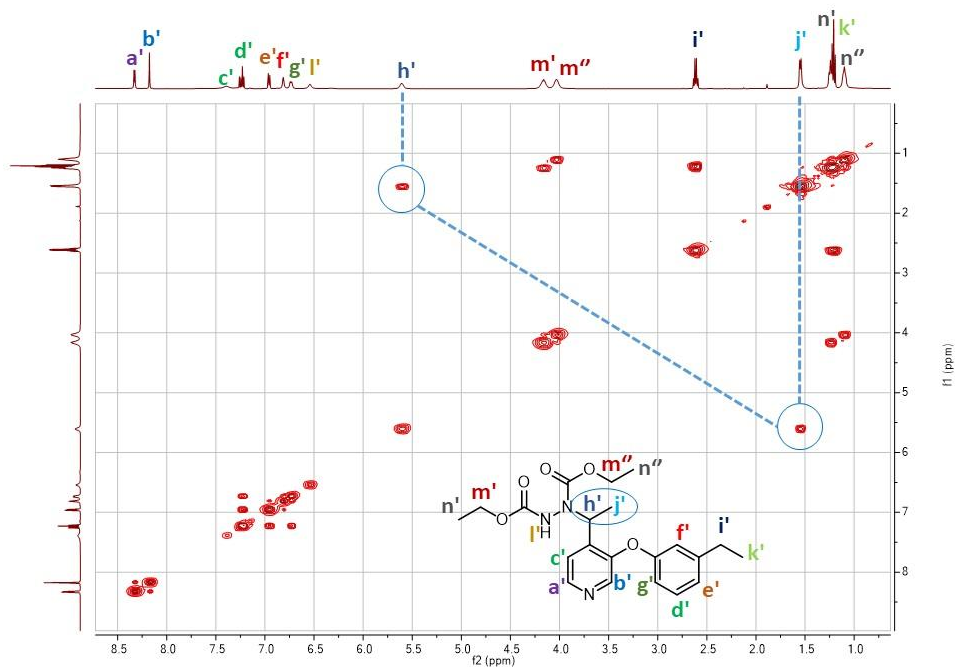 a' b' c' d' e' f' g' l' h' m' m" i' j' n' k' n"
1
2
3
4
5
6
7
8
f1 (ppm)
O O m" n"
O
n' m' O N h' j'
O N
l' H
c' O f' i'
a' b' g' e' k'
N d'
8.5 8.0 7.5 7.0 6.5 6.0 5.5 5.0 4.5 4.0 3.5 3.0 2.5 2.0 1.5 1.0
f2 (ppm)